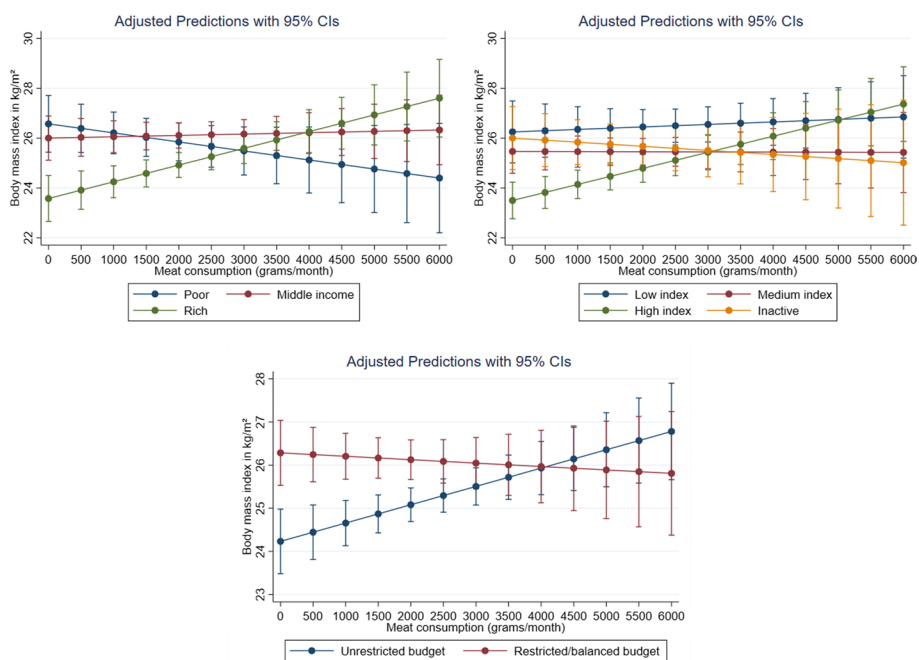 Adjusted Predictions with 95% CIs
Body mass index in kg/m²
30
28
26
24
22
0 500 1000 1500 2000 2500 3000 3500 4000 4500 5000 5500 6000
Meat consumption (grams/month)
Poor Middle income
Rich
Adjusted Predictions with 95% CIs
Body mass index in kg/m²
30
28
26
24
22
0 500 1000 1500 2000 2500 3000 3500 4000 4500 5000 5500 6000
Meat consumption (grams/month)
Low index Medium index
High index Inactive
Adjusted Predictions with 95% CIs
Body mass index in kg/m²
28
27
26
25
24
23
0 500 1000 1500 2000 2500 3000 3500 4000 4500 5000 5500 6000
Meat consumption (grams/month)
Unrestricted budget Restricted/balanced budget